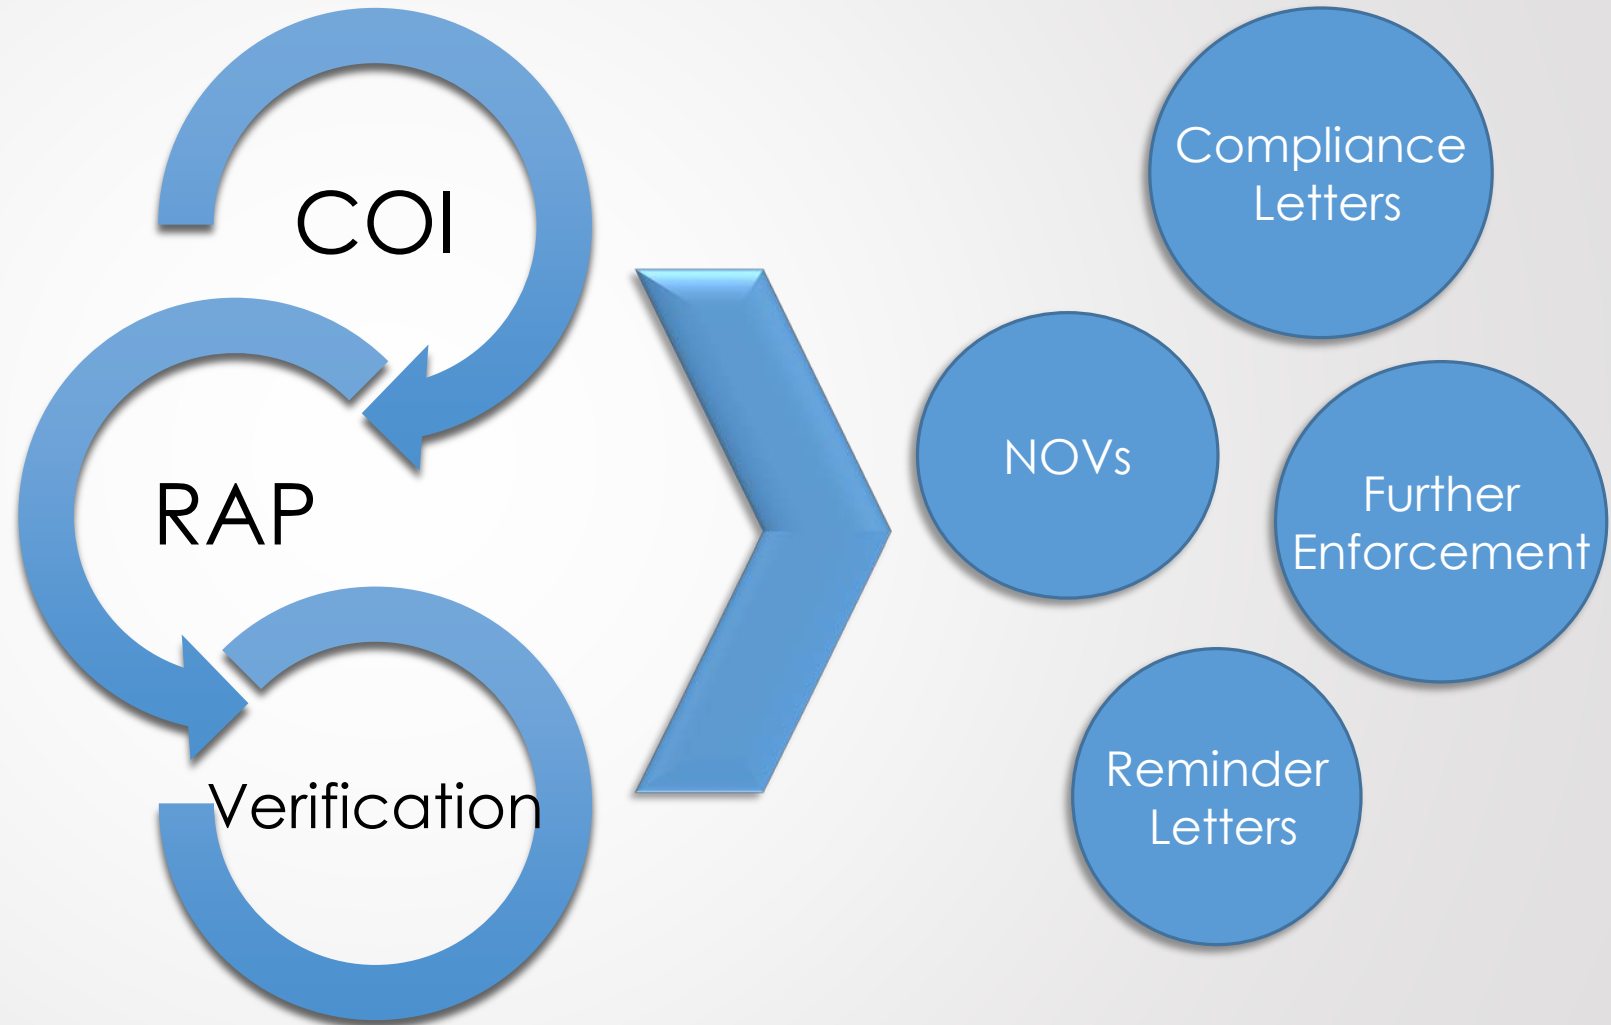 COI
RAP
Verification
Compliance
Letters
NOVs
Further
Enforcement
Reminder
Letters